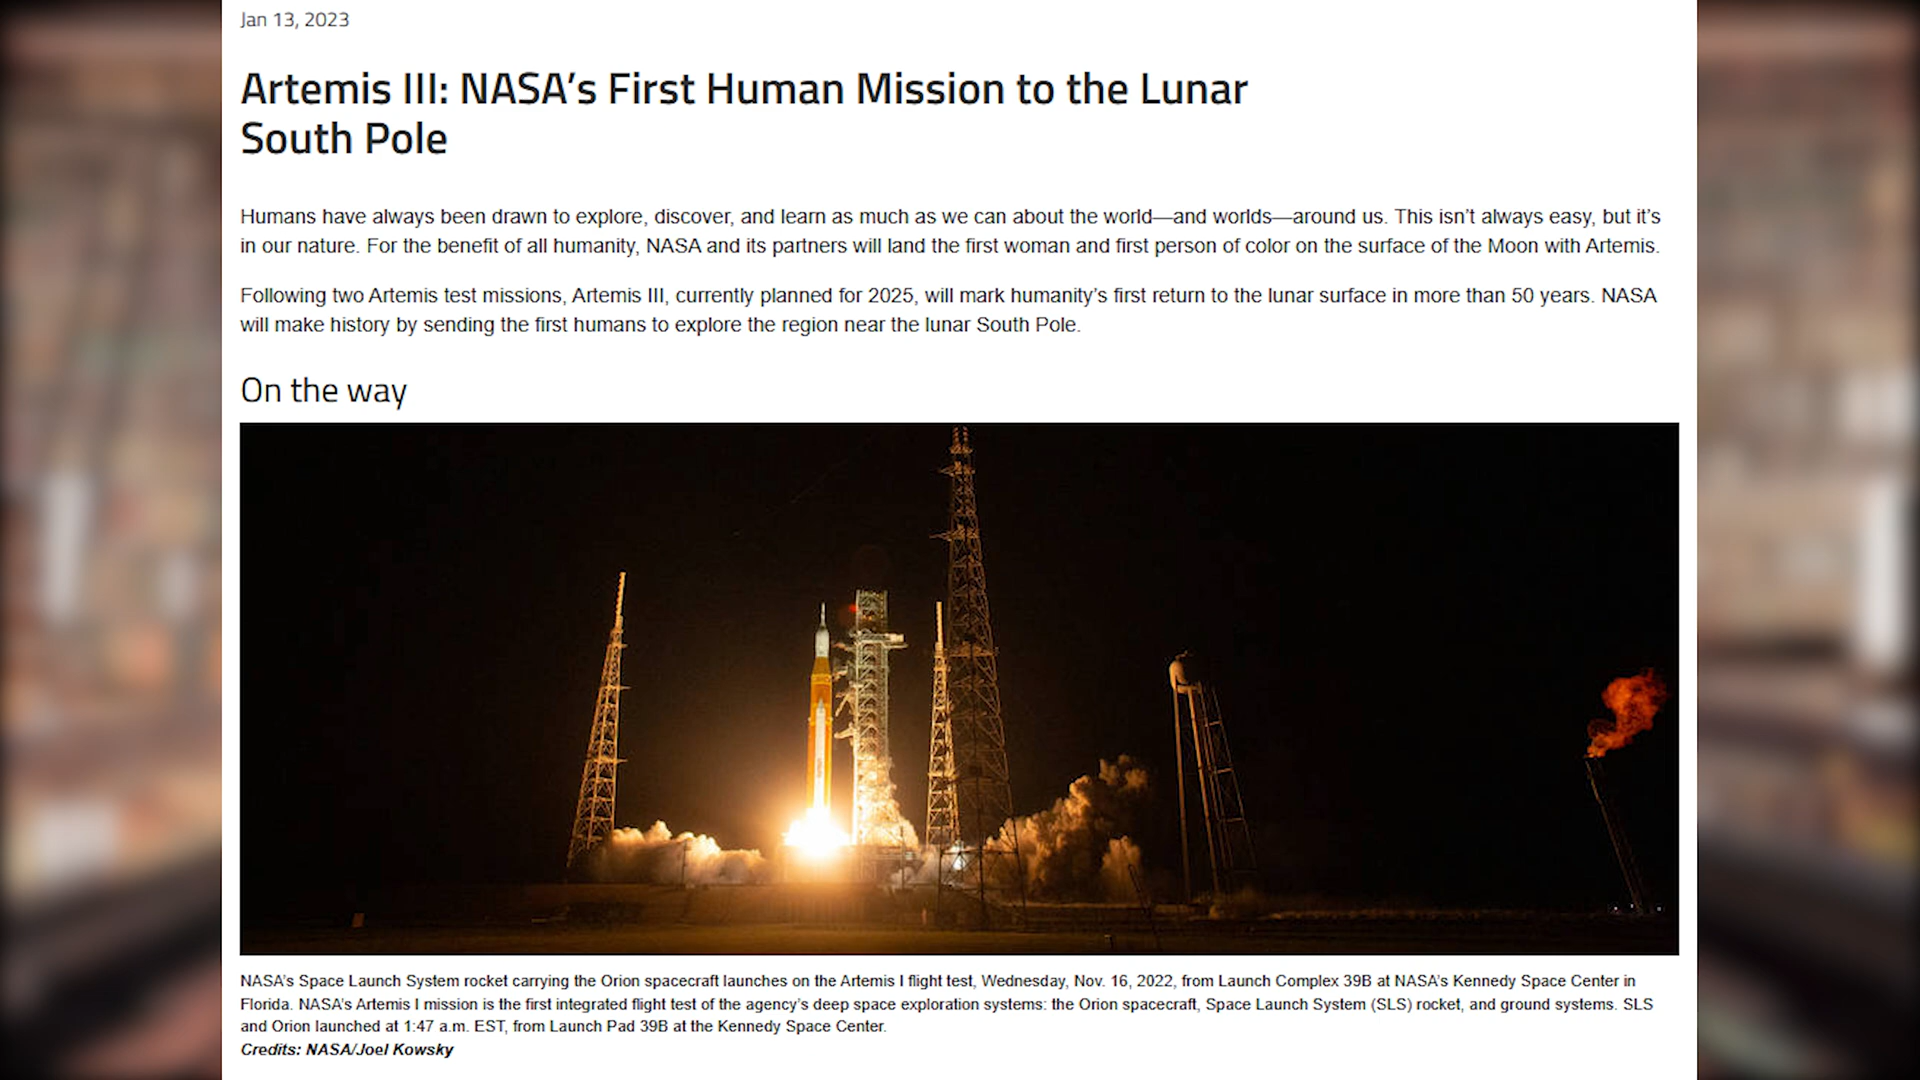 Jan 13, 2023
Artemis III: NASA’s First Human Mission to the Lunar
South Pole
Humans have always been drawn to explore, discover, and learn as much as we can about the world—and worlds—around us. This isn’t always easy, but it’s
in our nature. For the benefit of all humanity, NASA and its partners will land the first woman and first person of color on the surface of the Moon with Artemis.
Following two Artemis test missions, Artemis III, currently planned for 2025, will mark humanity’s first return to the lunar surface in more than 50 years. NASA
will make history by sending the first humans to explore the region near the lunar South Pole.
On the way
NASA’s Space Launch System rocket carrying the Orion spacecraft launches on the Artemis I flight test, Wednesday, Nov. 16, 2022, from Launch Complex 39B at NASA’s Kennedy Space Center in
Florida. NASA’s Artemis I mission is the first integrated flight test of the agency’s deep space exploration systems: the Orion spacecraft, Space Launch System (SLS) rocket, and ground systems. SLS
and Orion launched at 1:47 a.m. EST, from Launch Pad 39B at the Kennedy Space Center.
Credits: NASA/Joel Kowsky